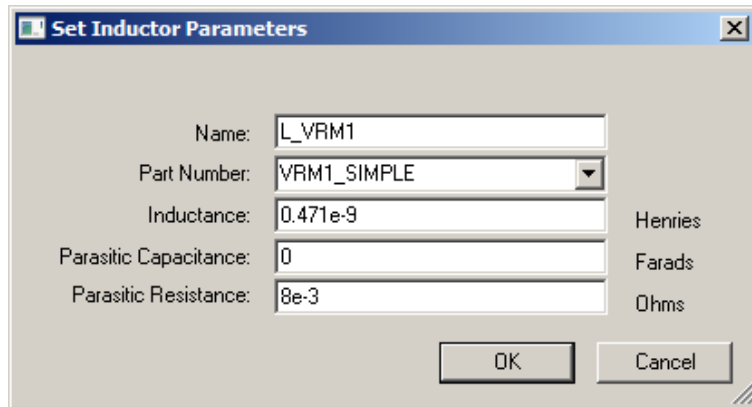 Set Inductor Parameters
Name: L_VRM1
Part Number: VRM1_SIMPLE
Inductance: 0.471e-9 Henries
Parasitic Capacitance: 0 Farads
Parasitic Resistance: 8e-3 Ohms
OK Cancel